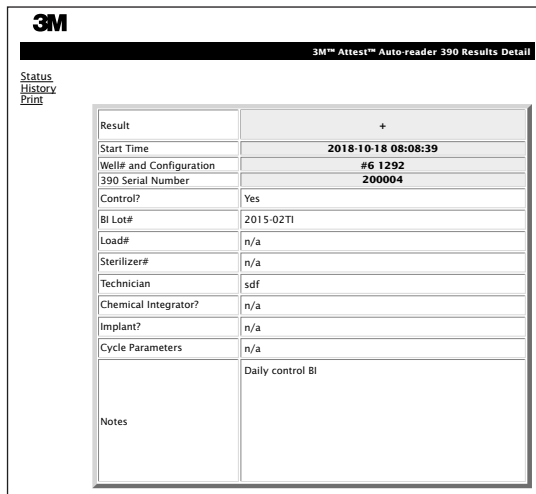 3M
3M™ Attest™ Auto-reader 390 Results Detail
Status
History
Print
Result +
Start Time 2018-10-18 08:08:39
Well# and Configuration #6 1292
390 Serial Number 200004
Control? Yes
BI Lot# 2015-02TI
Load# n/a
Sterilizer# n/a
Technician sdf
Chemical Integrator? n/a
Implant? n/a
Cycle Parameters n/a
Notes Daily control BI